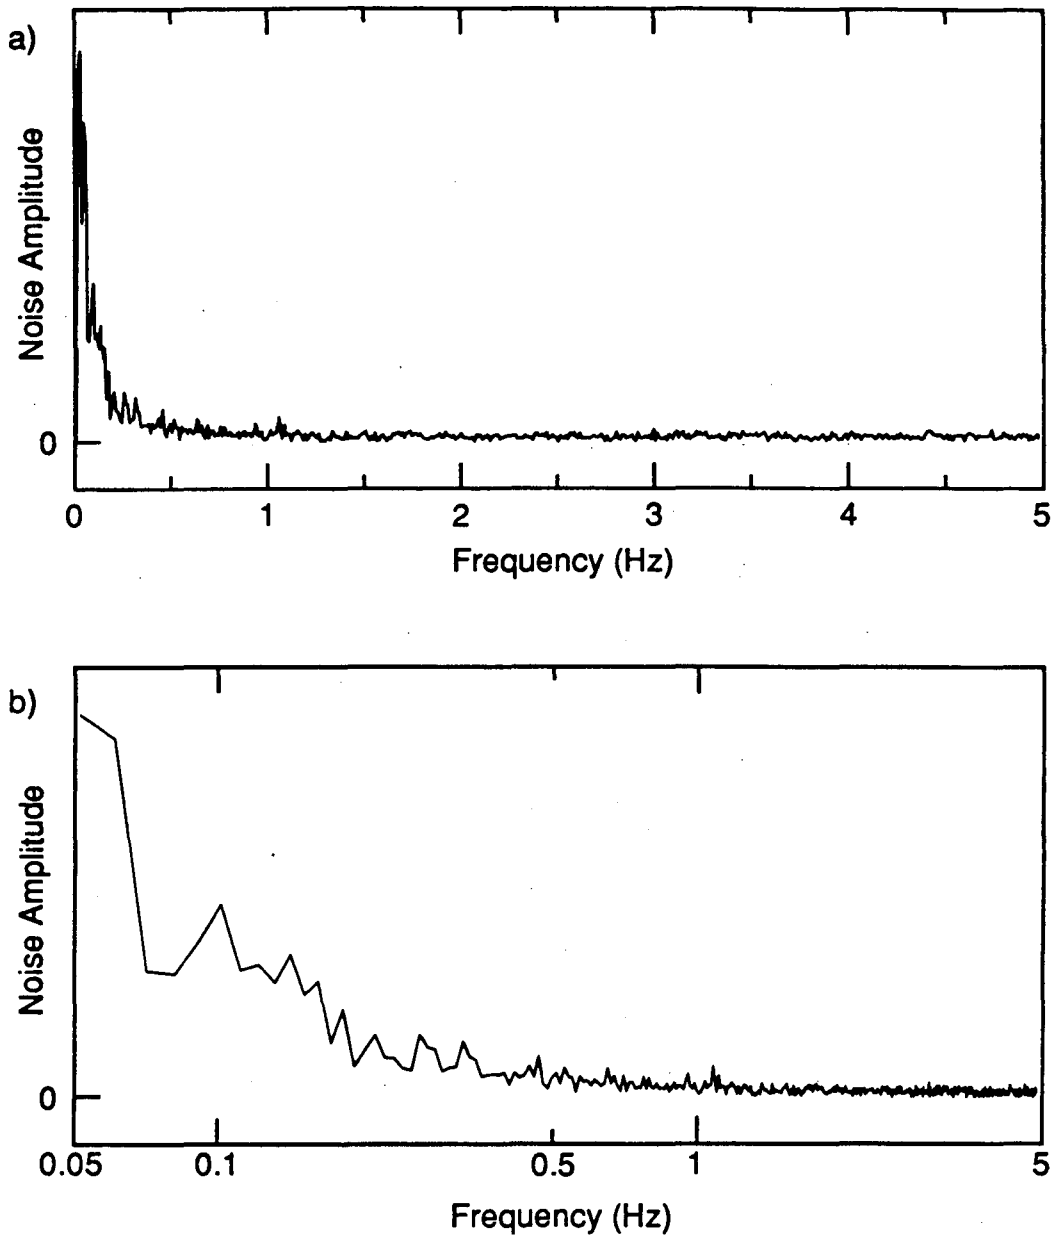 a)
Noise Amplitude
0
0 1 2 3 4 5
Frequency (Hz)
b)
Noise Amplitude
0
0.05 0.1 0.5 1 5
Frequency (Hz)